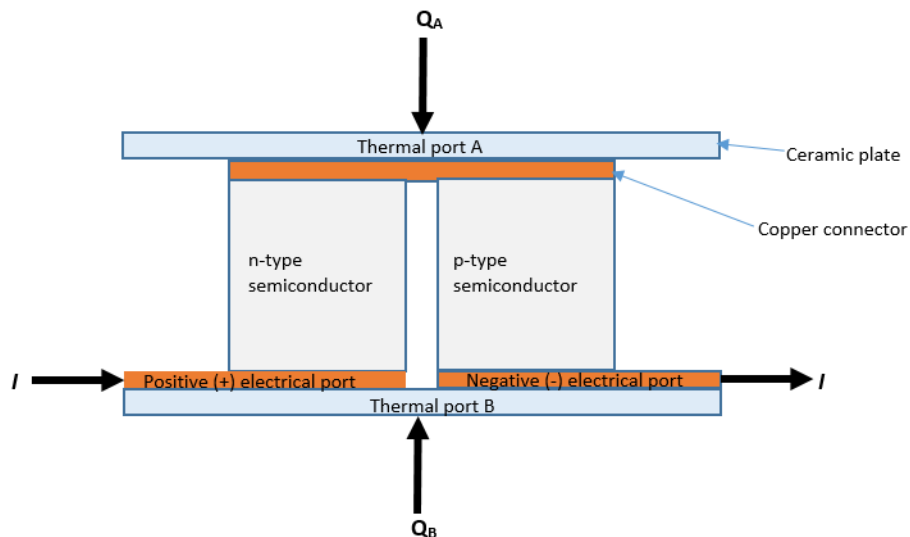 QA
Thermal port A
Ceramic plate
Copper connector
n-type
semiconductor
p-type
semiconductor
I
Positive (+) electrical port
Negative (-) electrical port
I
Thermal port B
QB